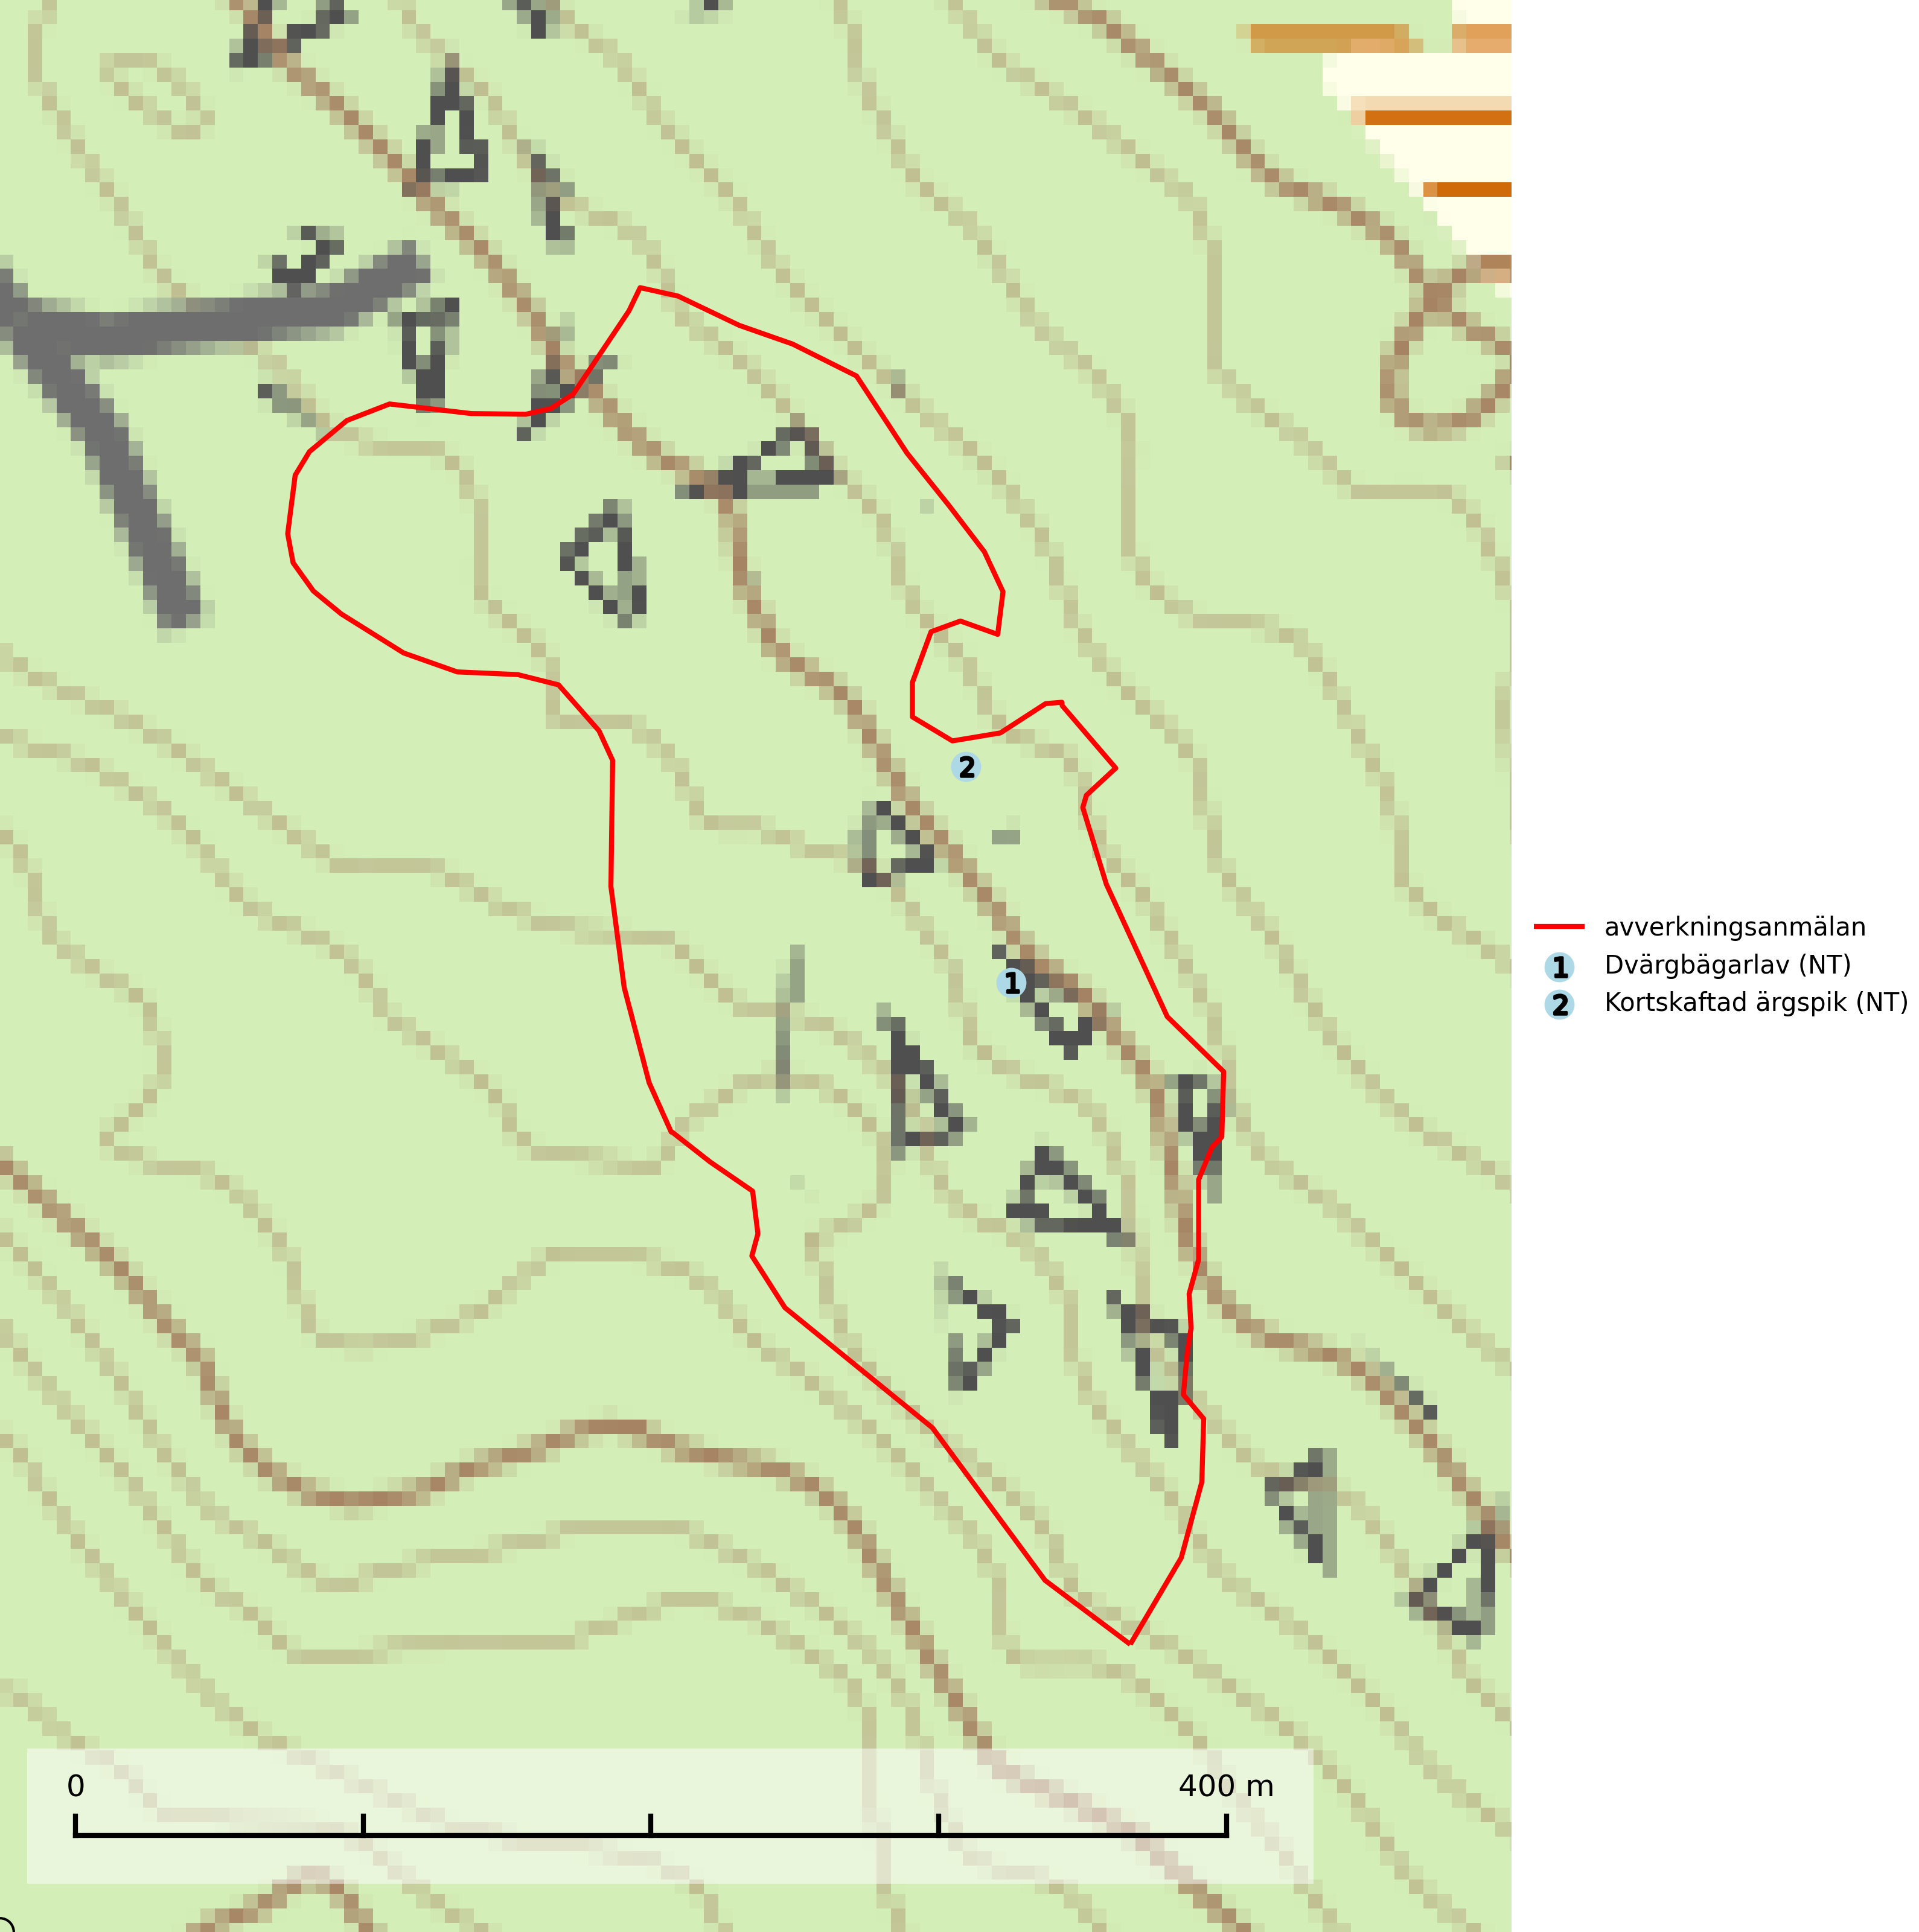 2
1
avverkningsanmälan
1 Dvärgbägarlav (NT)
2 Kortskaftad ärgspik (NT)
0 400 m